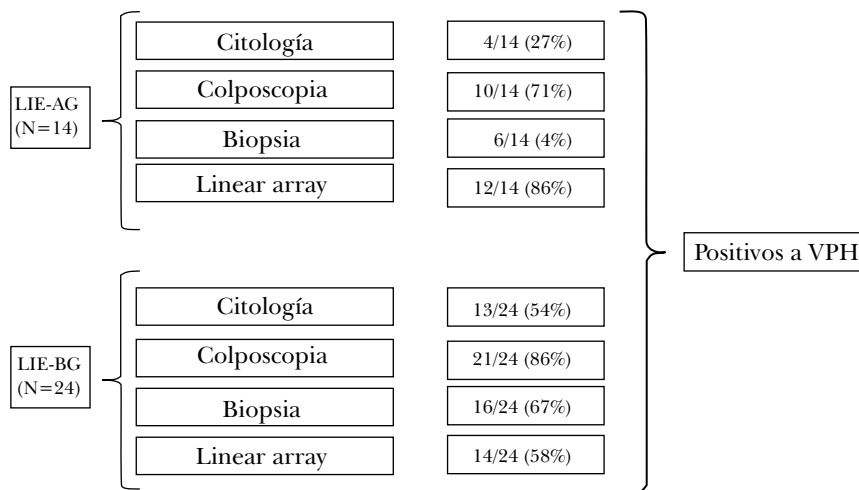 Citología 4/14 (27%)
Colposcopia 10/14 (71%)
LIE-AG
(N=14)
Biopsia 6/14 (4%)
Linear array 12/14 (86%)
Positivos a VPH
Citología 13/24 (54%)
Colposcopia 21/24 (86%)
LIE-BG
(N=24)
Biopsia 16/24 (67%)
Linear array 14/24 (58%)